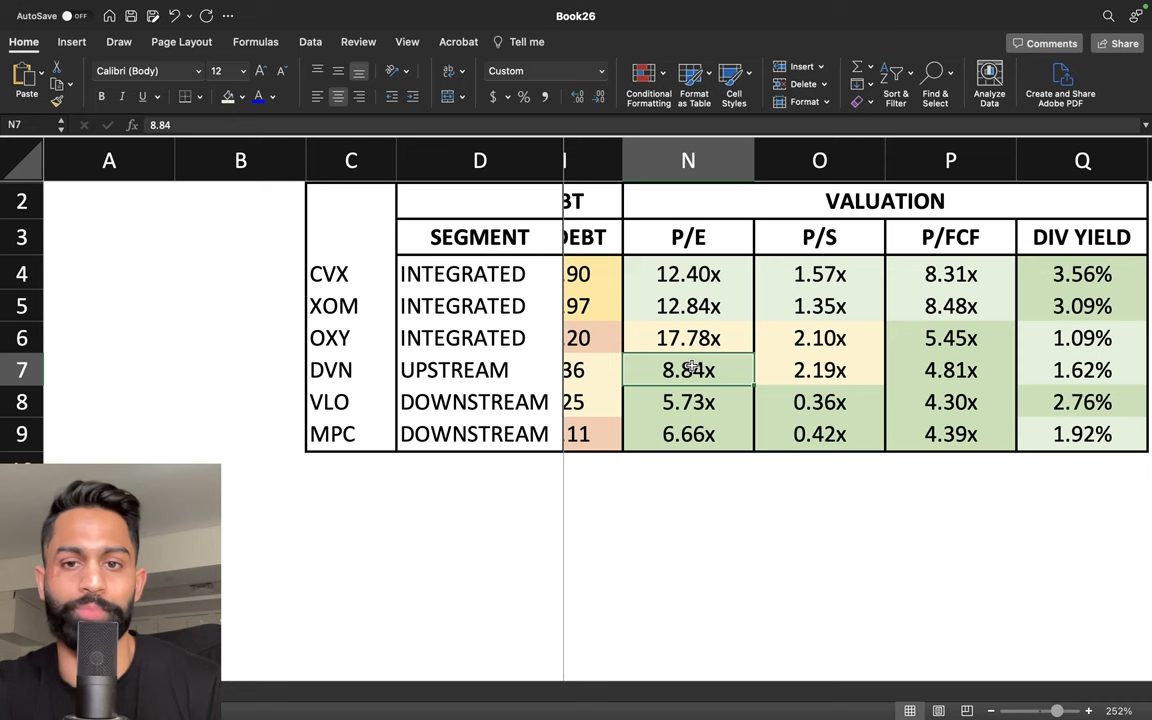 AutoSave OFF Book26
Home Insert Draw Page Layout Formulas Data Review View Acrobat Tell me Comments Share
Paste Calibri (Body) 12 A A Custom Conditional Formatting Format as Table Cell Styles Insert Delete Format Sort & Filter Find & Select Analyze Data Create and Share Adobe PDF
B I U A $ %
N7 fx 8.84
A B C D N O P Q
2 BT VALUATION
3 SEGMENT DEBT P/E P/S P/FCF DIV YIELD
4 CVX INTEGRATED .90 12.40x 1.57x 8.31x 3.56%
5 XOM INTEGRATED .97 12.84x 1.35x 8.48x 3.09%
6 OXY INTEGRATED .20 17.78x 2.10x 5.45x 1.09%
7 DVN UPSTREAM 36 8.84x 2.19x 4.81x 1.62%
8 VLO DOWNSTREAM 25 5.73x 0.36x 4.30x 2.76%
9 MPC DOWNSTREAM .11 6.66x 0.42x 4.39x 1.92%
252%